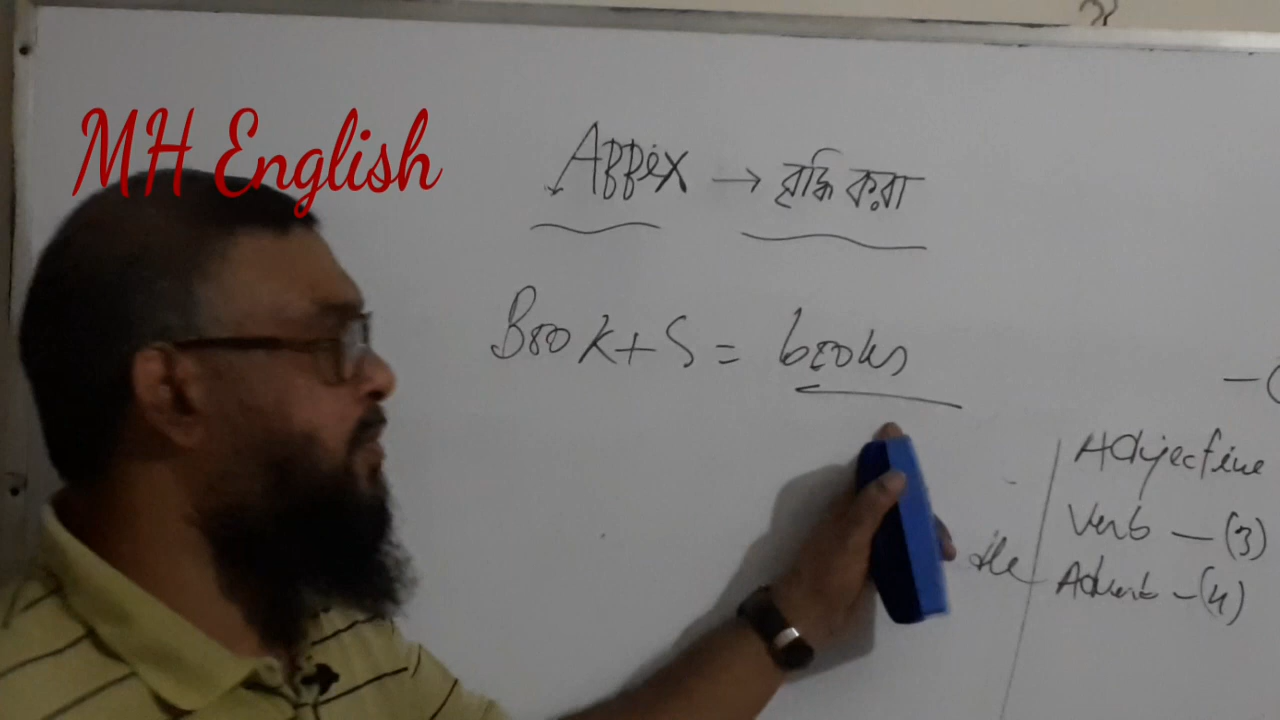 MH English
Affix → বৃদ্ধি করা
Book + S = books
Adjective
Verb — (3)
Adverb — (4)